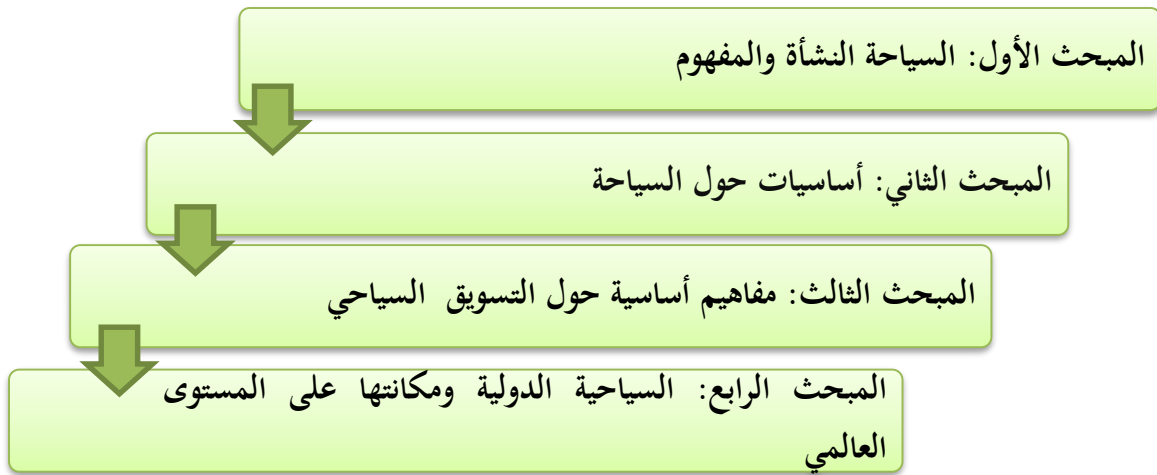 المبحث الأول: السياحة النشأة والمفهوم
المبحث الثاني: أساسيات حول السياحة
المبحث الثالث: مفاهيم أساسية حول التسويق السياحي
المبحث الرابع: السياحية الدولية ومكانتها على المستوى
العالمي